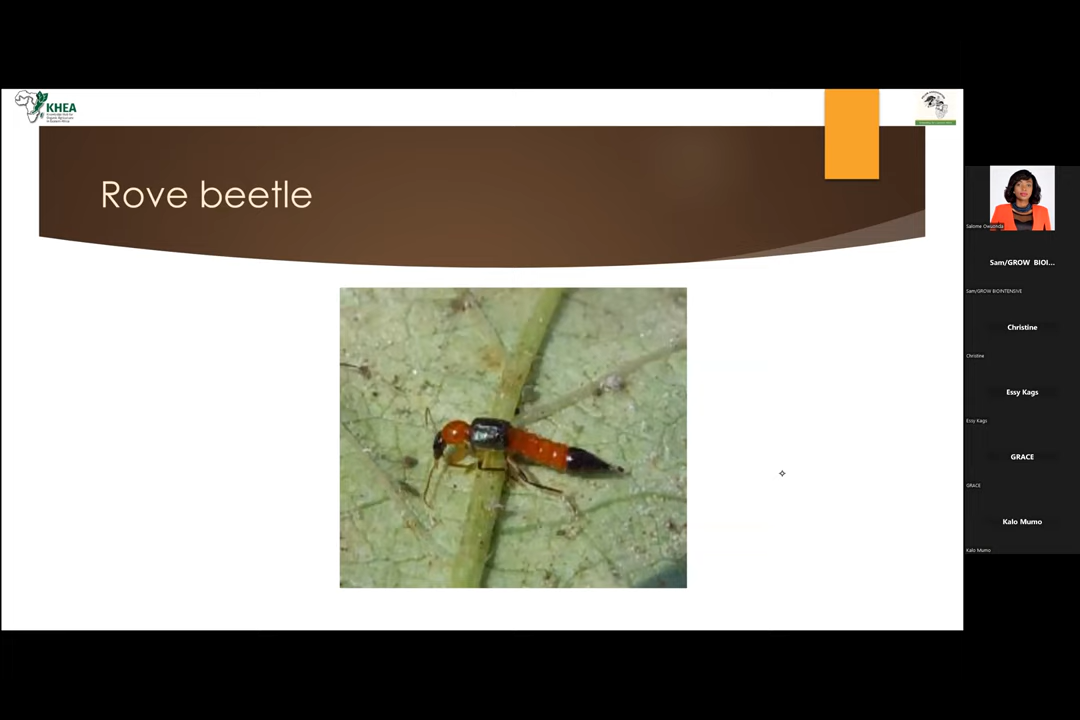 KHEA
Rove beetle
Salome Owuonda
Sam/GROW BIOI...
Sam/GROW BIOINTENSIVE
Christine
Christine
Essy Kags
Essy Kags
GRACE
GRACE
Kalo Mumo
Kalo Mumo